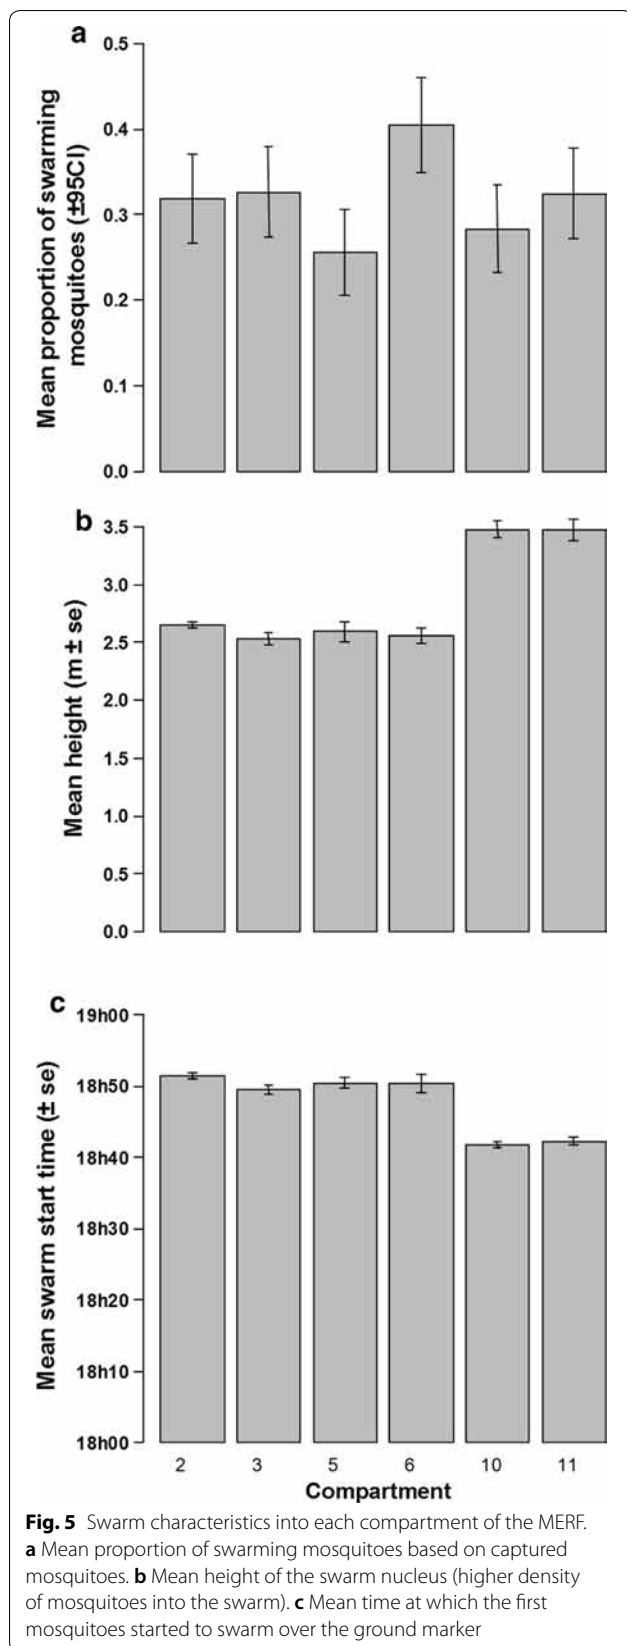 a
0.5
0.4
0.3
0.2
0.1
0.0
Mean proportion of swarming
mosquitoes (±95CI)
b
3.5
3.0
2.5
2.0
1.5
1.0
0.5
0.0
Mean height (m ± se)
c
19h00
18h50
18h40
18h30
18h20
18h10
18h00
Mean swarm start time (± se)
2 3 5 6 10 11
Compartment
Fig. 5 Swarm characteristics into each compartment of the MERF.
a Mean proportion of swarming mosquitoes based on captured
mosquitoes. b Mean height of the swarm nucleus (higher density
of mosquitoes into the swarm). c Mean time at which the first
mosquitoes started to swarm over the ground marker